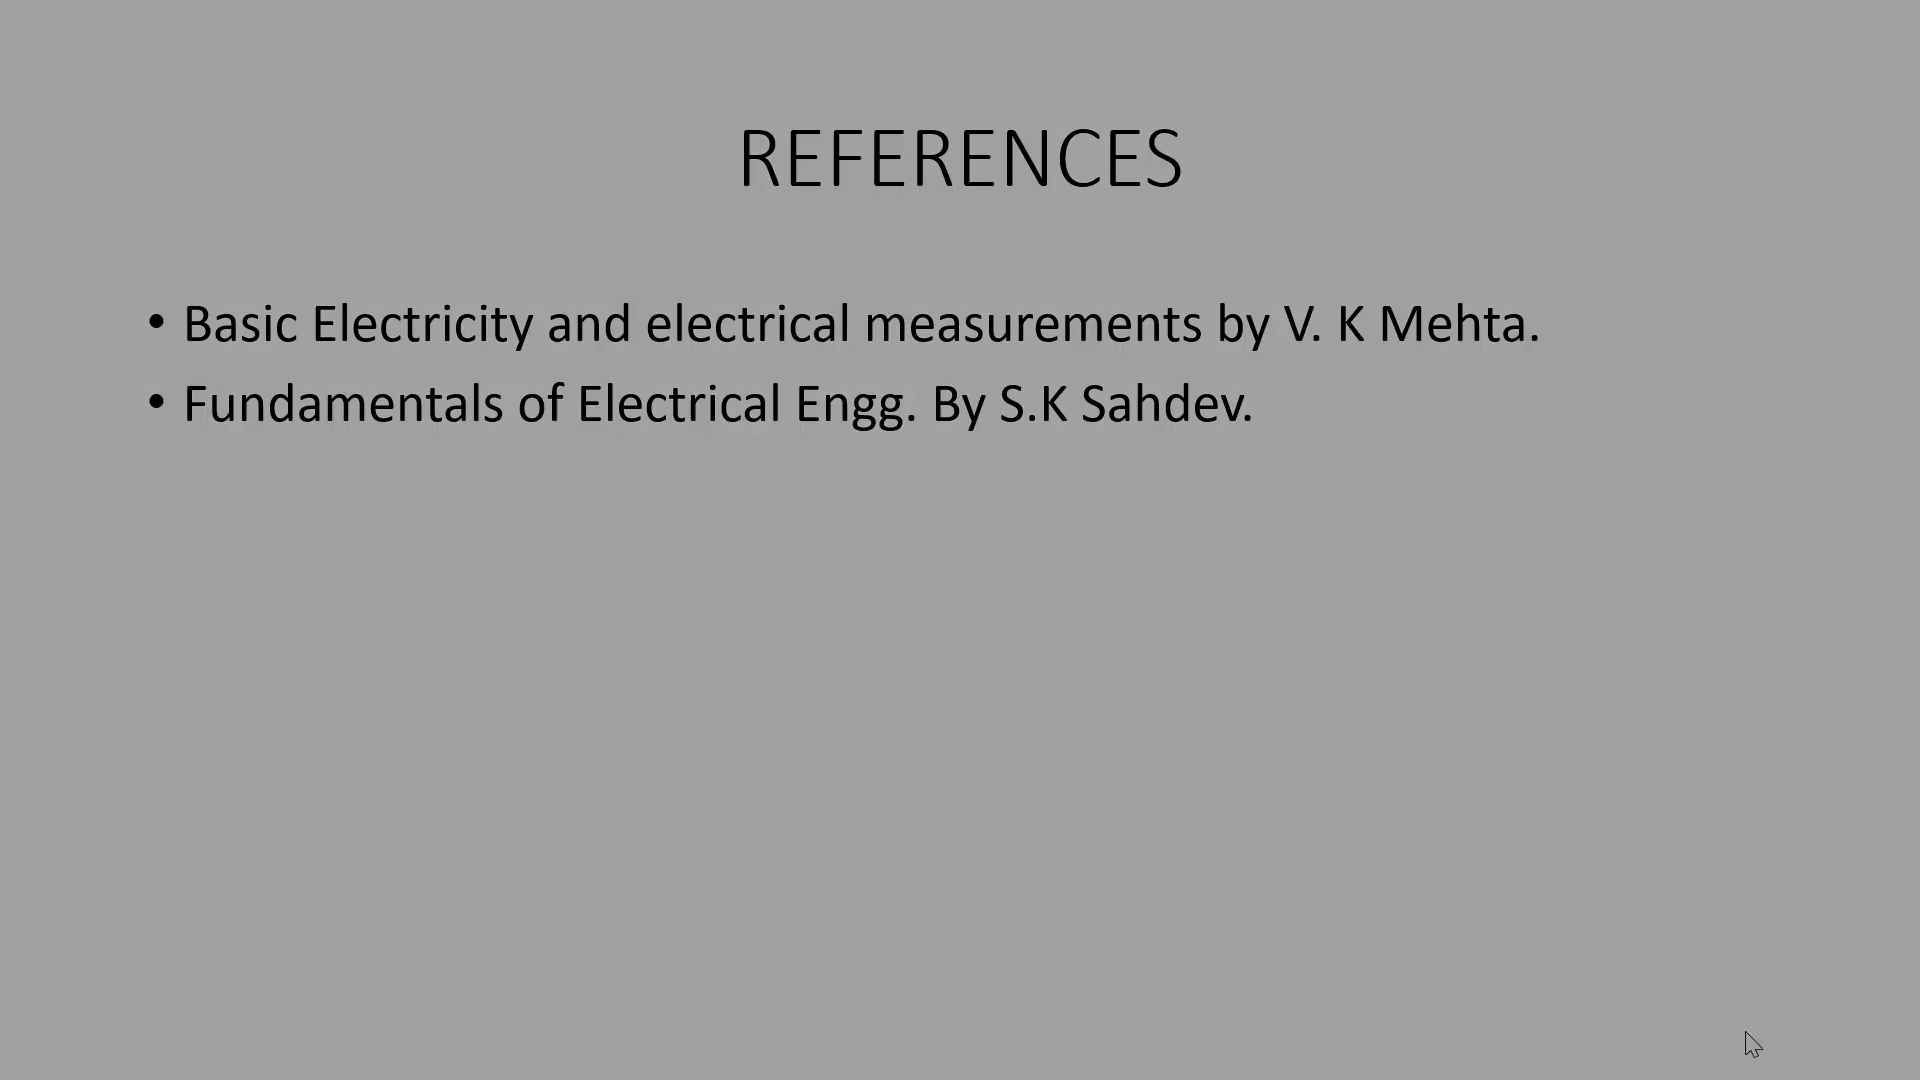 REFERENCES
• Basic Electricity and electrical measurements by V. K Mehta.
• Fundamentals of Electrical Engg. By S.K Sahdev.